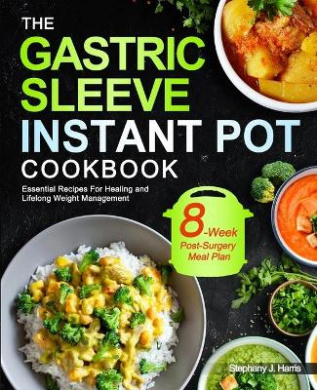 THE
GASTRIC
SLEEVE
INSTANT POT
COOKBOOK
Essential Recipes For Healing and
Lifelong Weight Management
8-Week
Post-Surgery
Meal Plan
Stephany J. Harris